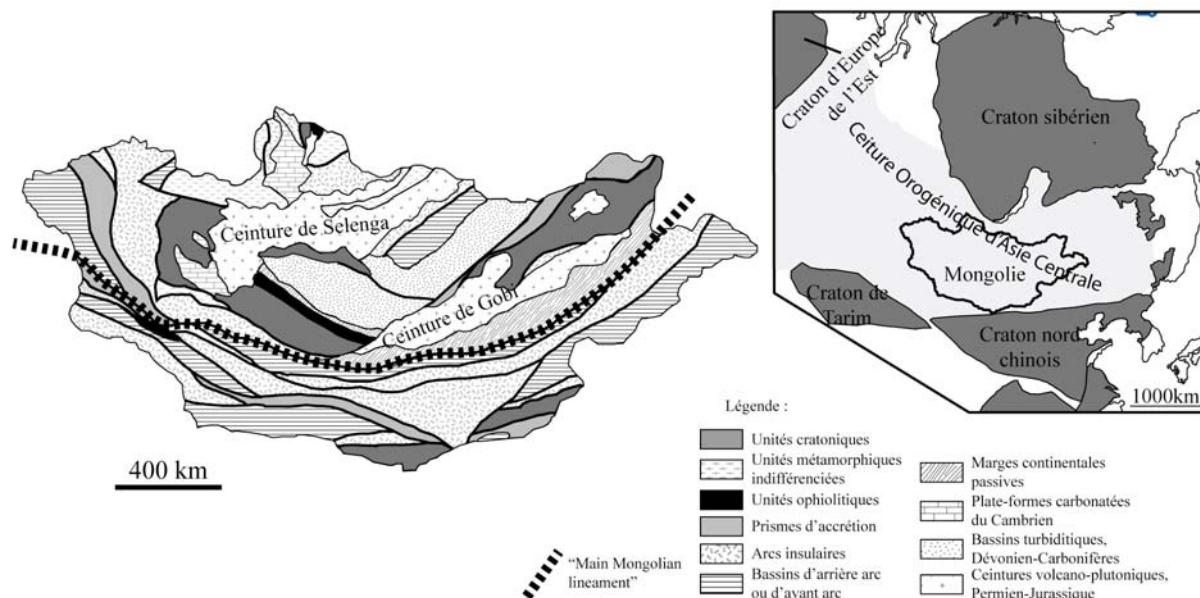 Ceinture de Selenga
Ceinture de Gobi
400 km
Craton d'Europe
de l'Est
Craton sibérien
Ceiture Orogénique d'Asie Centrale
Mongolie
Craton de
Tarim
Craton nord
chinois
1000km
Légende :
Unités cratoniques
Unités métamorphiques
indifférenciées
Unités ophiolitiques
Prismes d'accrétion
Arcs insulaires
Bassins d'arrière arc
ou d'avant arc
Marges continentales
passives
Plate-formes carbonatées
du Cambrien
Bassins turbiditiques,
Dévonien-Carbonifères
Ceintures volcano-plutoniques,
Permien-Jurassique
"Main Mongolian
lineament"